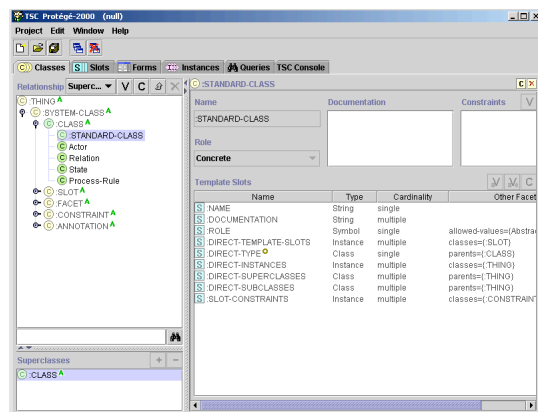 TSC Protégé-2000 (null)
Project Edit Window Help
Classes Slots Forms Instances Queries TSC Console
Relationship Superc... V C
:THING A
:SYSTEM-CLASS A
:CLASS A
:STANDARD-CLASS
Actor
Relation
State
Process-Rule
:SLOT A
:FACET A
:CONSTRAINT A
:ANNOTATION A
Superclasses + -
:CLASS A
:STANDARD-CLASS C X
Name Documentation Constraints V
:STANDARD-CLASS
Role
Concrete
Template Slots V V C
Name Type Cardinality Other Facet
S :NAME String single
S :DOCUMENTATION String multiple
S :ROLE Symbol single allowed-values={Abstra
S :DIRECT-TEMPLATE-SLOTS Instance multiple classes={:SLOT}
S :DIRECT-TYPE Class single parents={:CLASS}
S :DIRECT-INSTANCES Instance multiple classes={:THING}
S :DIRECT-SUPERCLASSES Class multiple parents={:THING}
S :DIRECT-SUBCLASSES Class multiple parents={:THING}
S :SLOT-CONSTRAINTS Instance multiple classes={:CONSTRAIN